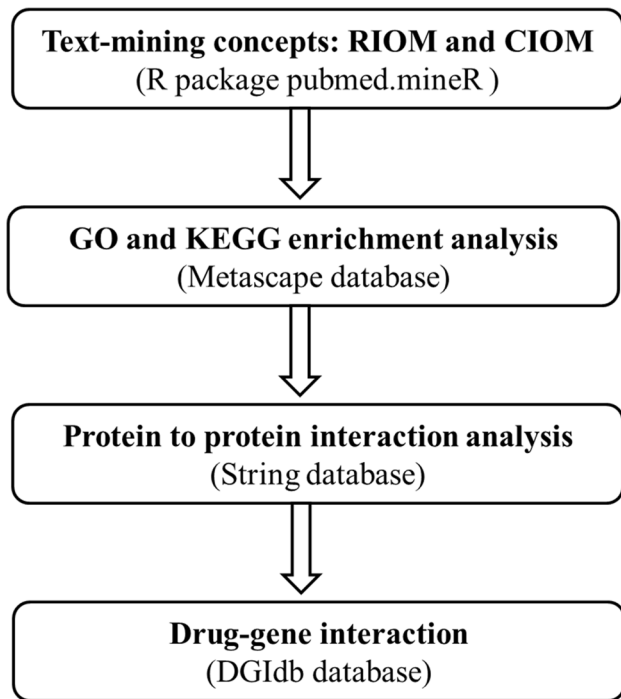 Text-mining concepts: RIOM and CIOM
(R package pubmed.mineR )
GO and KEGG enrichment analysis
(Metascape database)
Protein to protein interaction analysis
(String database)
Drug-gene interaction
(DGIdb database)